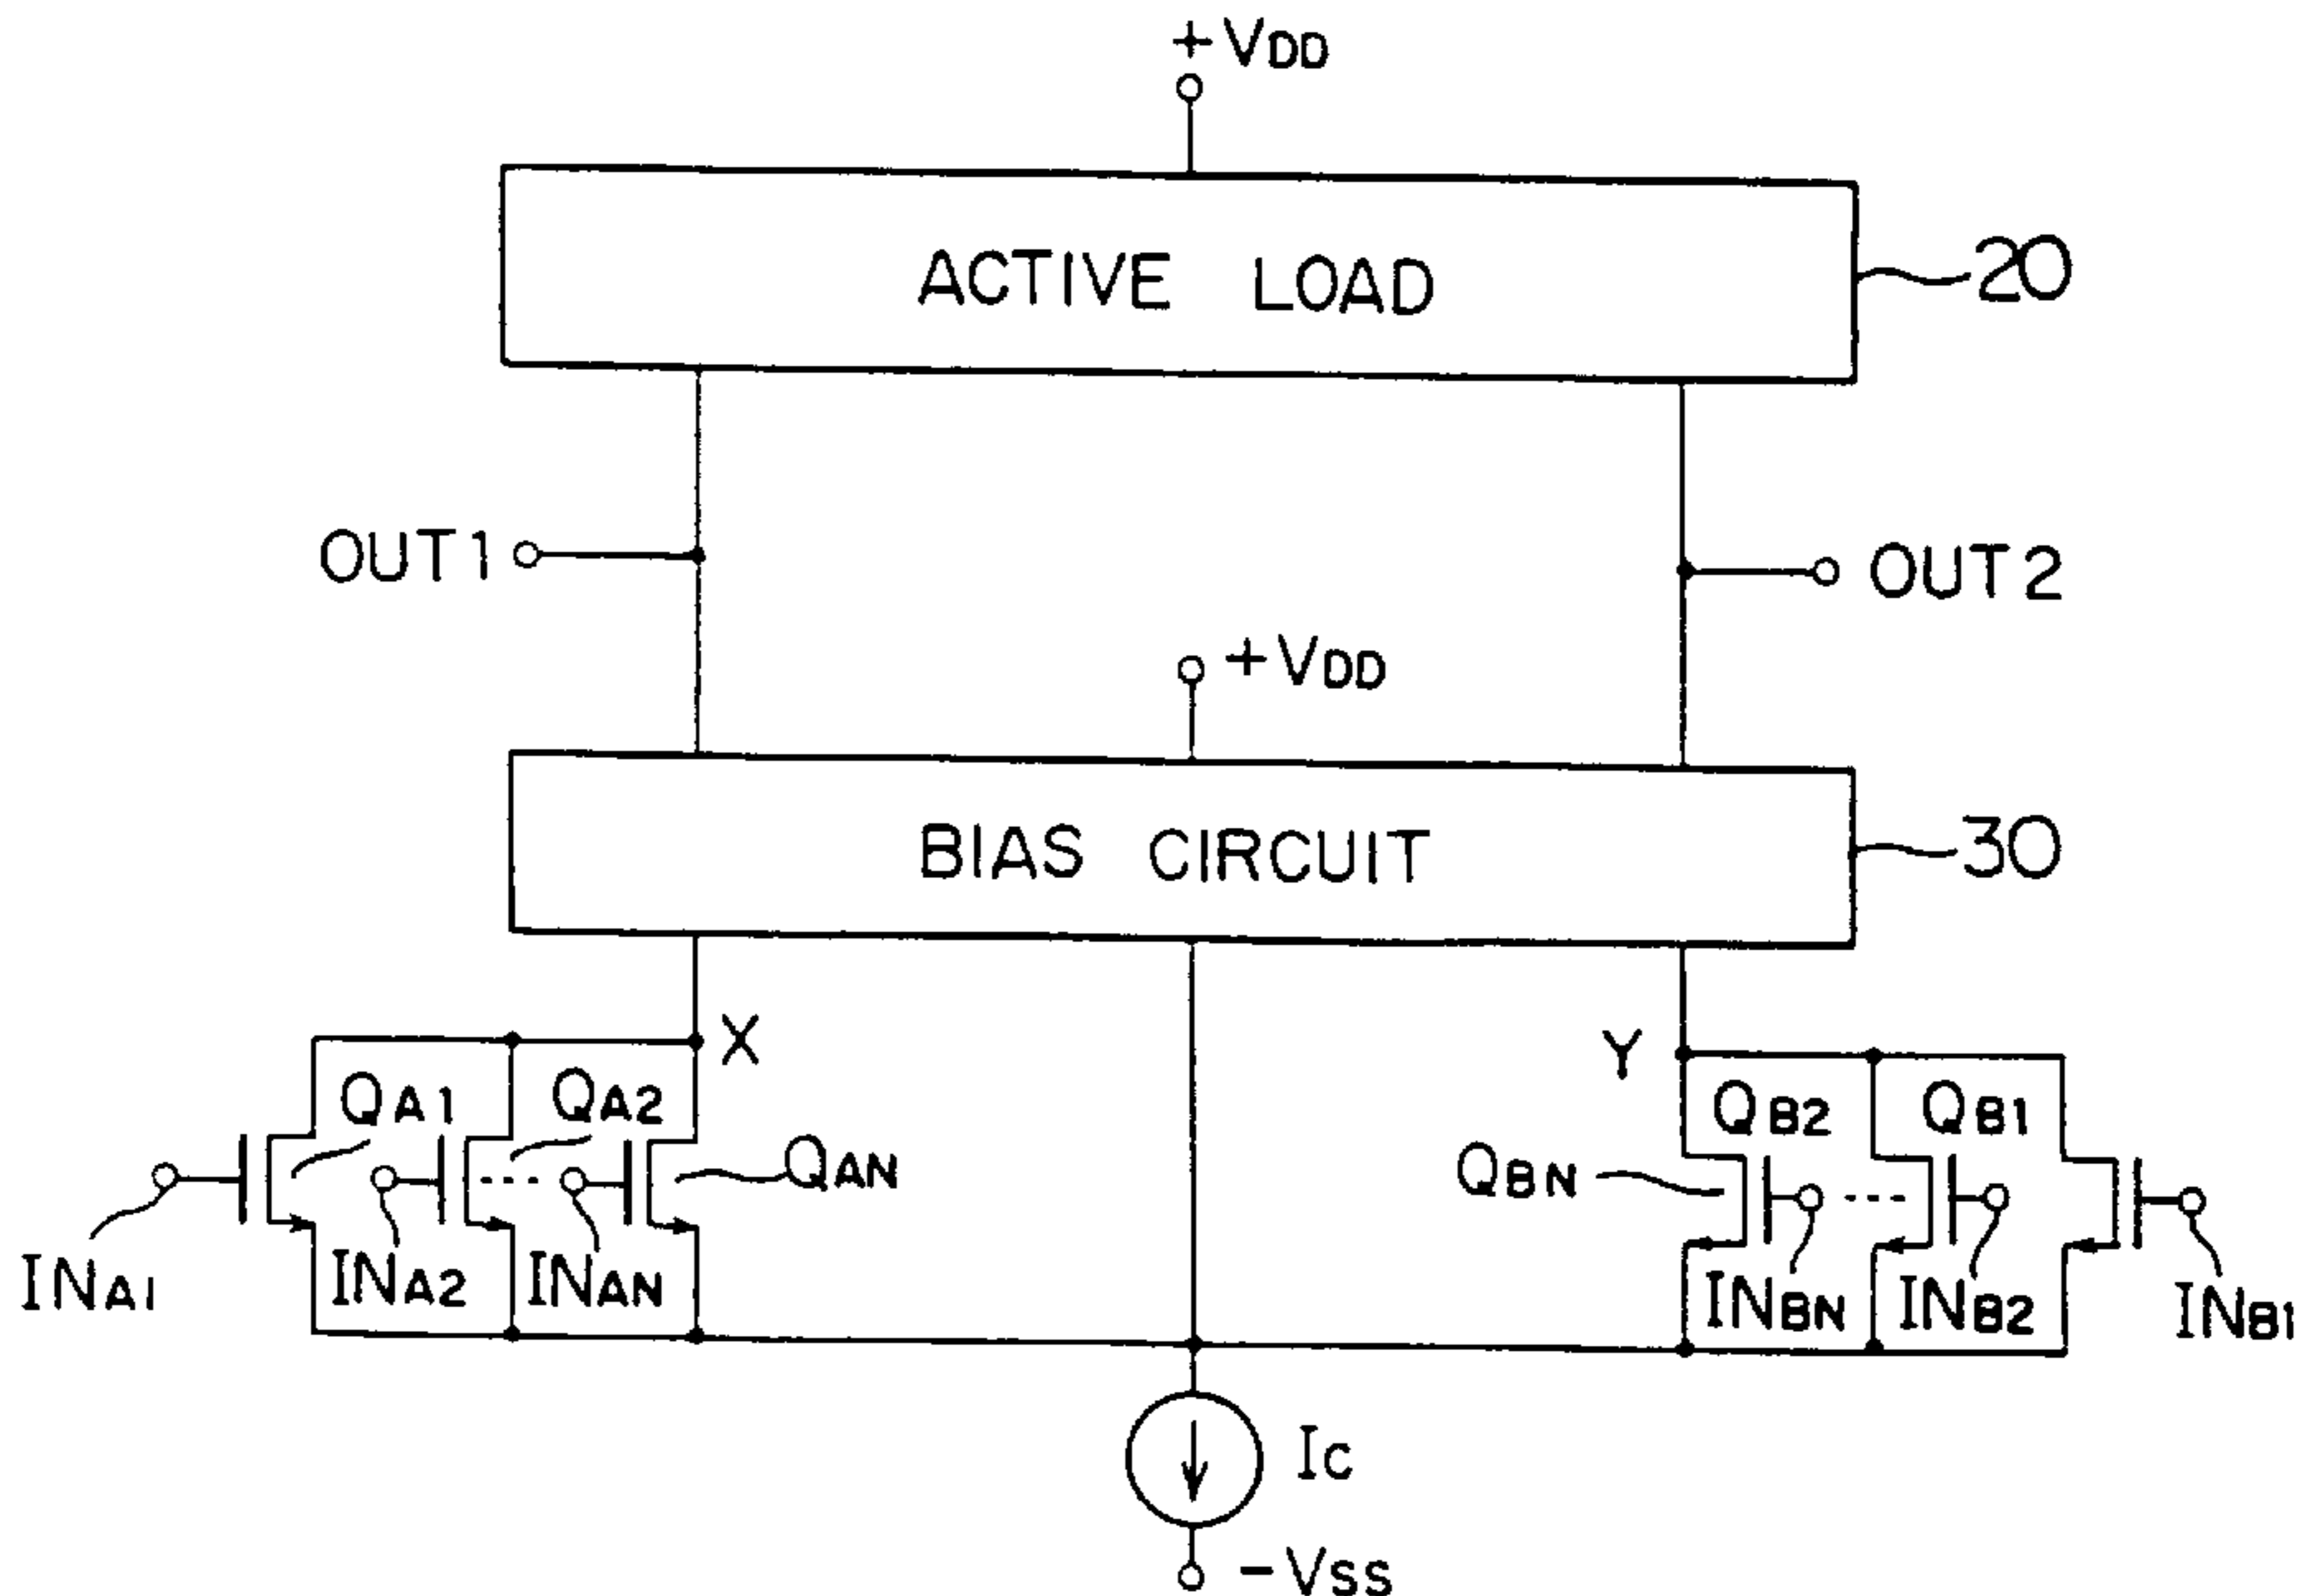 +VDD
ACTIVE LOAD
20
OUT1
OUT2
+VDD
BIAS CIRCUIT
30
X
Y
QA1
QA2
QAN
QBN
QB2
QB1
INA1
INA2
INAN
INBN
INB2
INB1
IC
-VSS